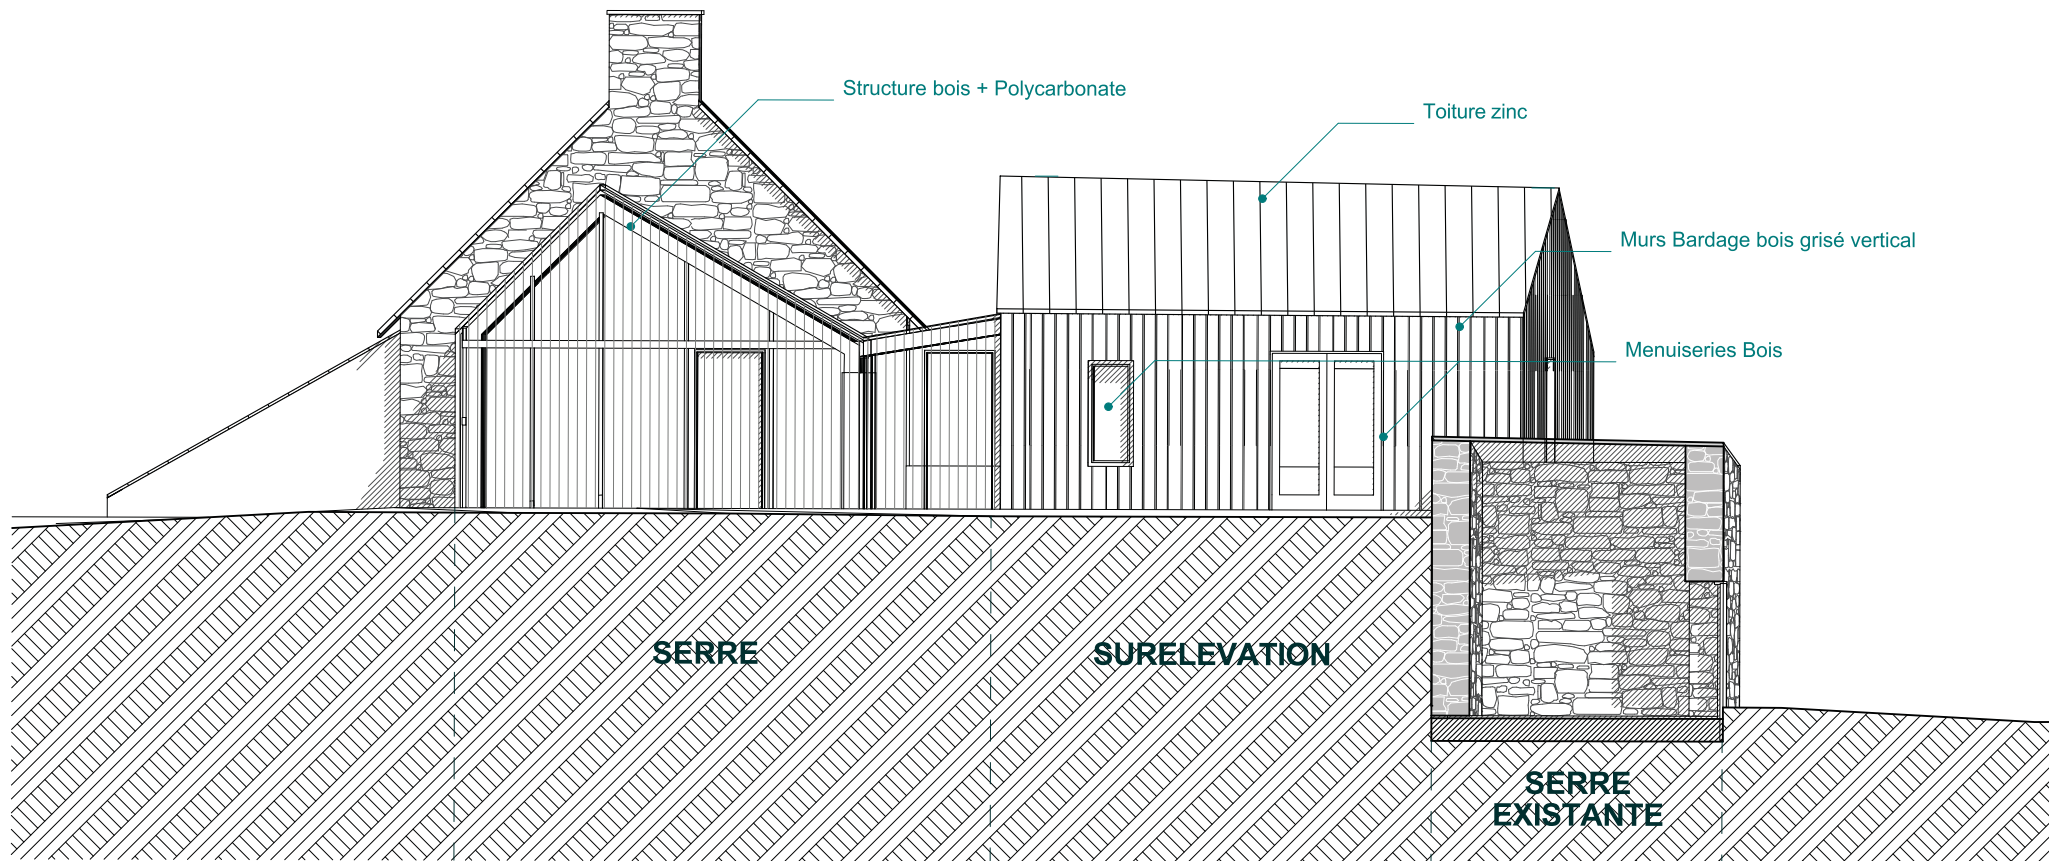 Structure bois + Polycarbonate
Toiture zinc
Murs Bardage bois grisé vertical
Menuiseries Bois
SERRE
SURELEVATION
SERRE
EXISTANTE